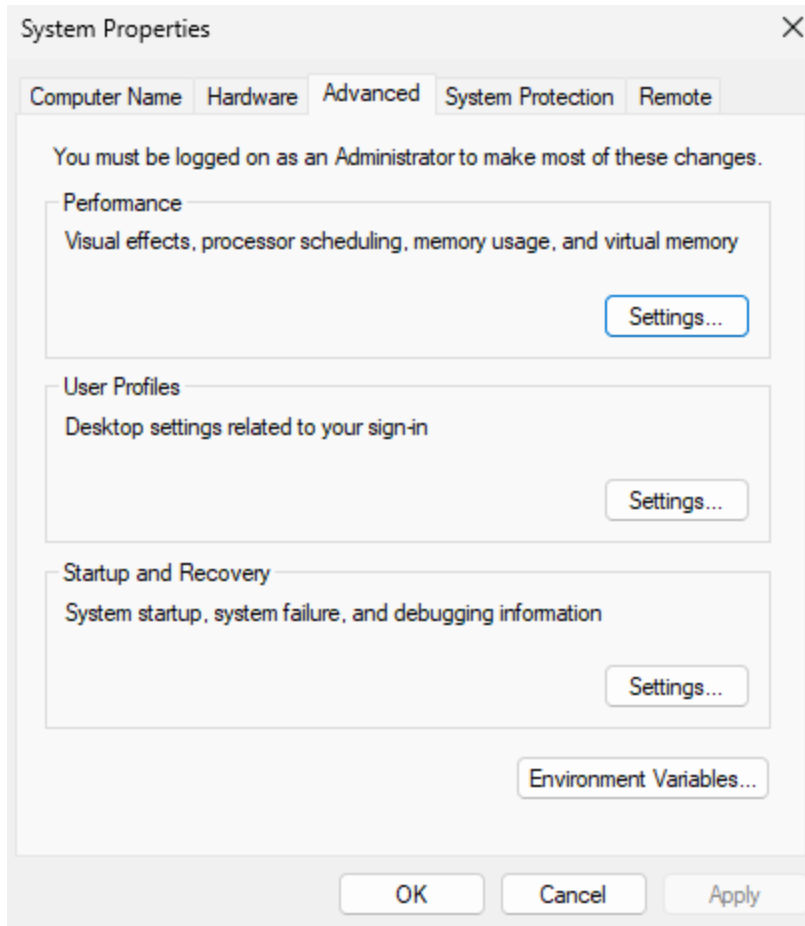 System Properties
Computer Name Hardware Advanced System Protection Remote
You must be logged on as an Administrator to make most of these changes.
Performance
Visual effects, processor scheduling, memory usage, and virtual memory
Settings...
User Profiles
Desktop settings related to your sign-in
Settings...
Startup and Recovery
System startup, system failure, and debugging information
Settings...
Environment Variables...
OK Cancel Apply